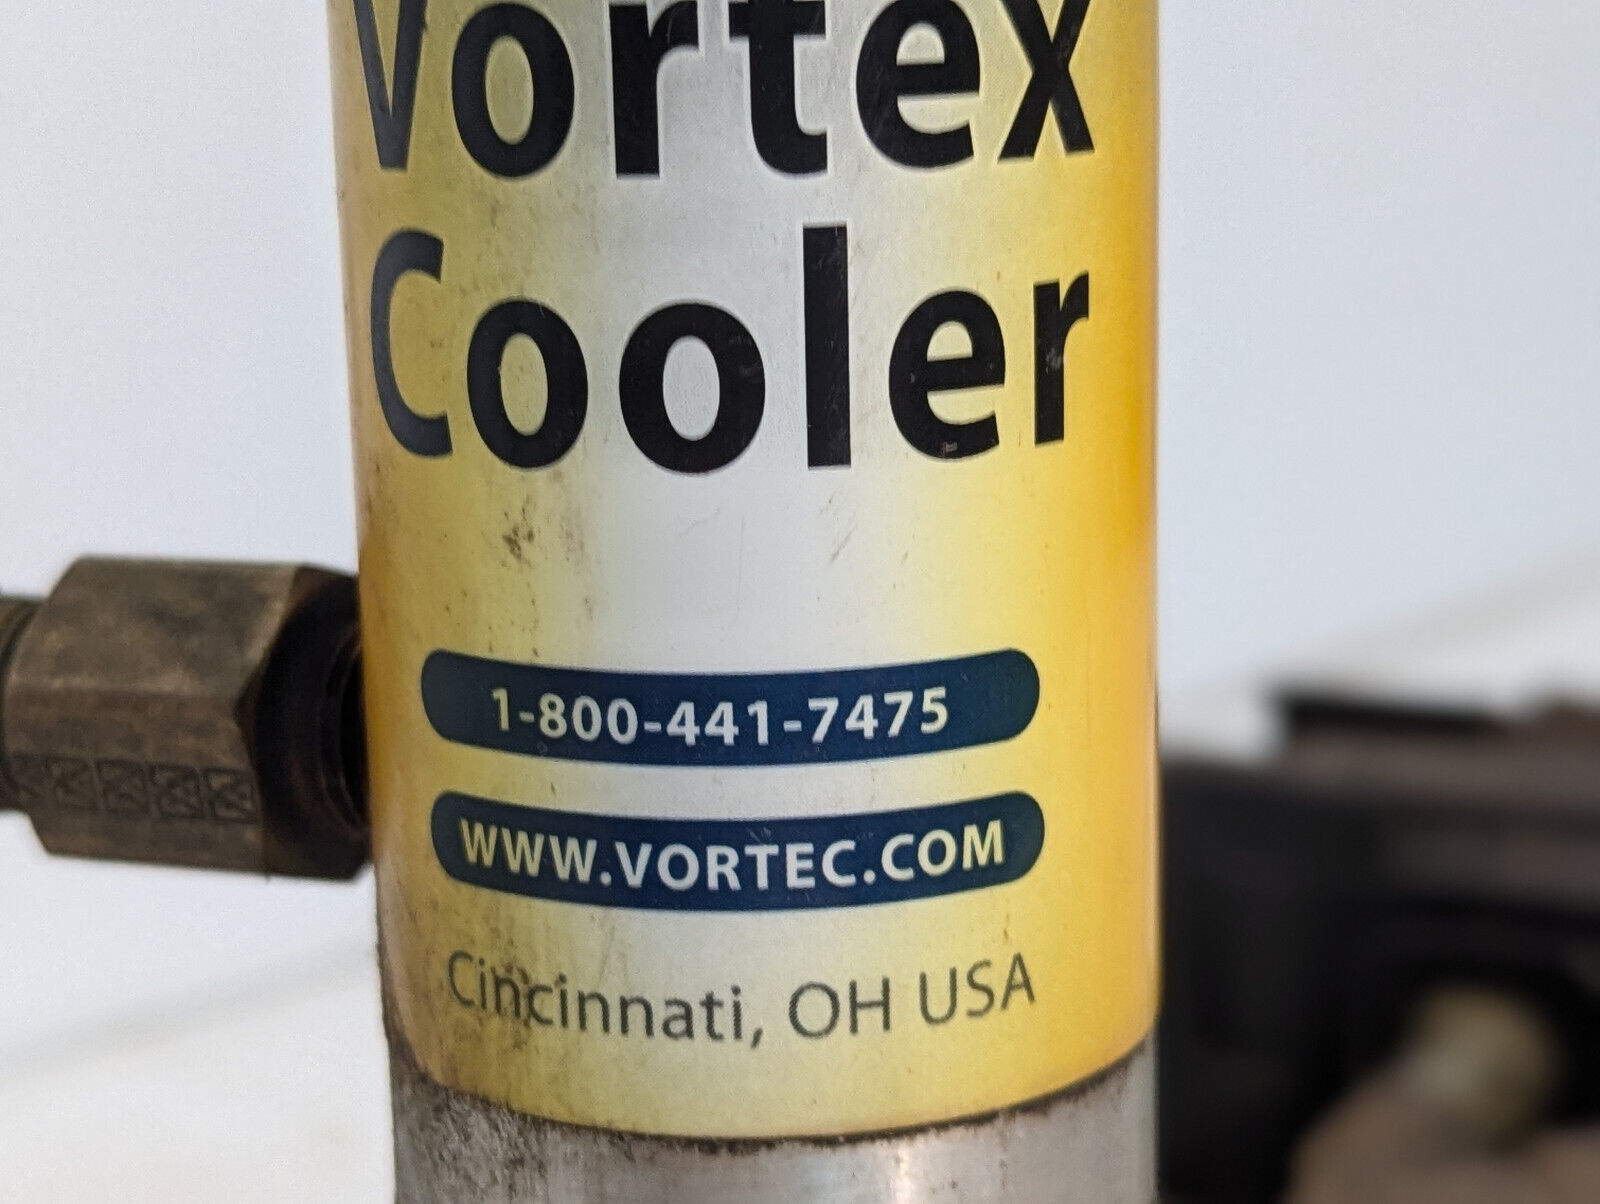 Vortex
Cooler
1-800-441-7475
WWW.VORTEC.COM
Cincinnati, OH USA